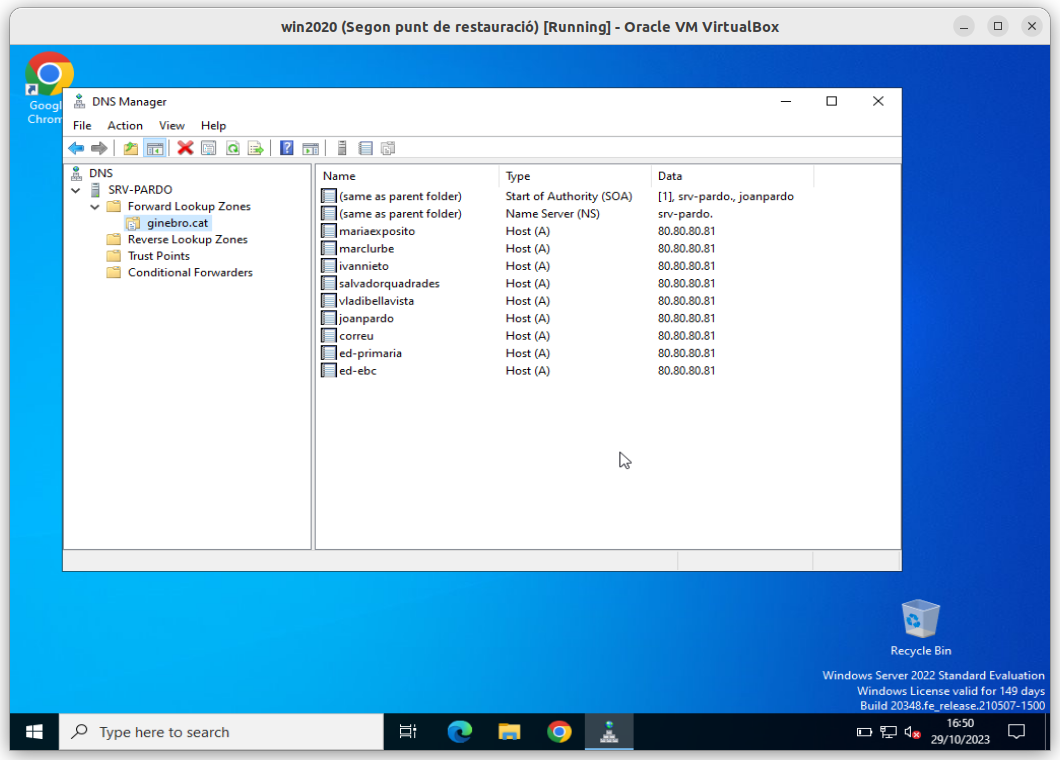 win2020 (Segon punt de restauració) [Running] - Oracle VM VirtualBox
Googl
Chrom
DNS Manager
File Action View Help
DNS
SRV-PARDO
Forward Lookup Zones
ginebro.cat
Reverse Lookup Zones
Trust Points
Conditional Forwarders
Name Type Data
(same as parent folder) Start of Authority (SOA) [1], srv-pardo., joanpardo
(same as parent folder) Name Server (NS) srv-pardo.
mariaexposito Host (A) 80.80.80.81
marclurbe Host (A) 80.80.80.81
ivannieto Host (A) 80.80.80.81
salvadorquadrades Host (A) 80.80.80.81
vladibellavista Host (A) 80.80.80.81
joanpardo Host (A) 80.80.80.81
correu Host (A) 80.80.80.81
ed-primaria Host (A) 80.80.80.81
ed-ebc Host (A) 80.80.80.81
Recycle Bin
Windows Server 2022 Standard Evaluation
Windows License valid for 149 days
Build 20348.fe_release.210507-1500
Type here to search
16:50
29/10/2023